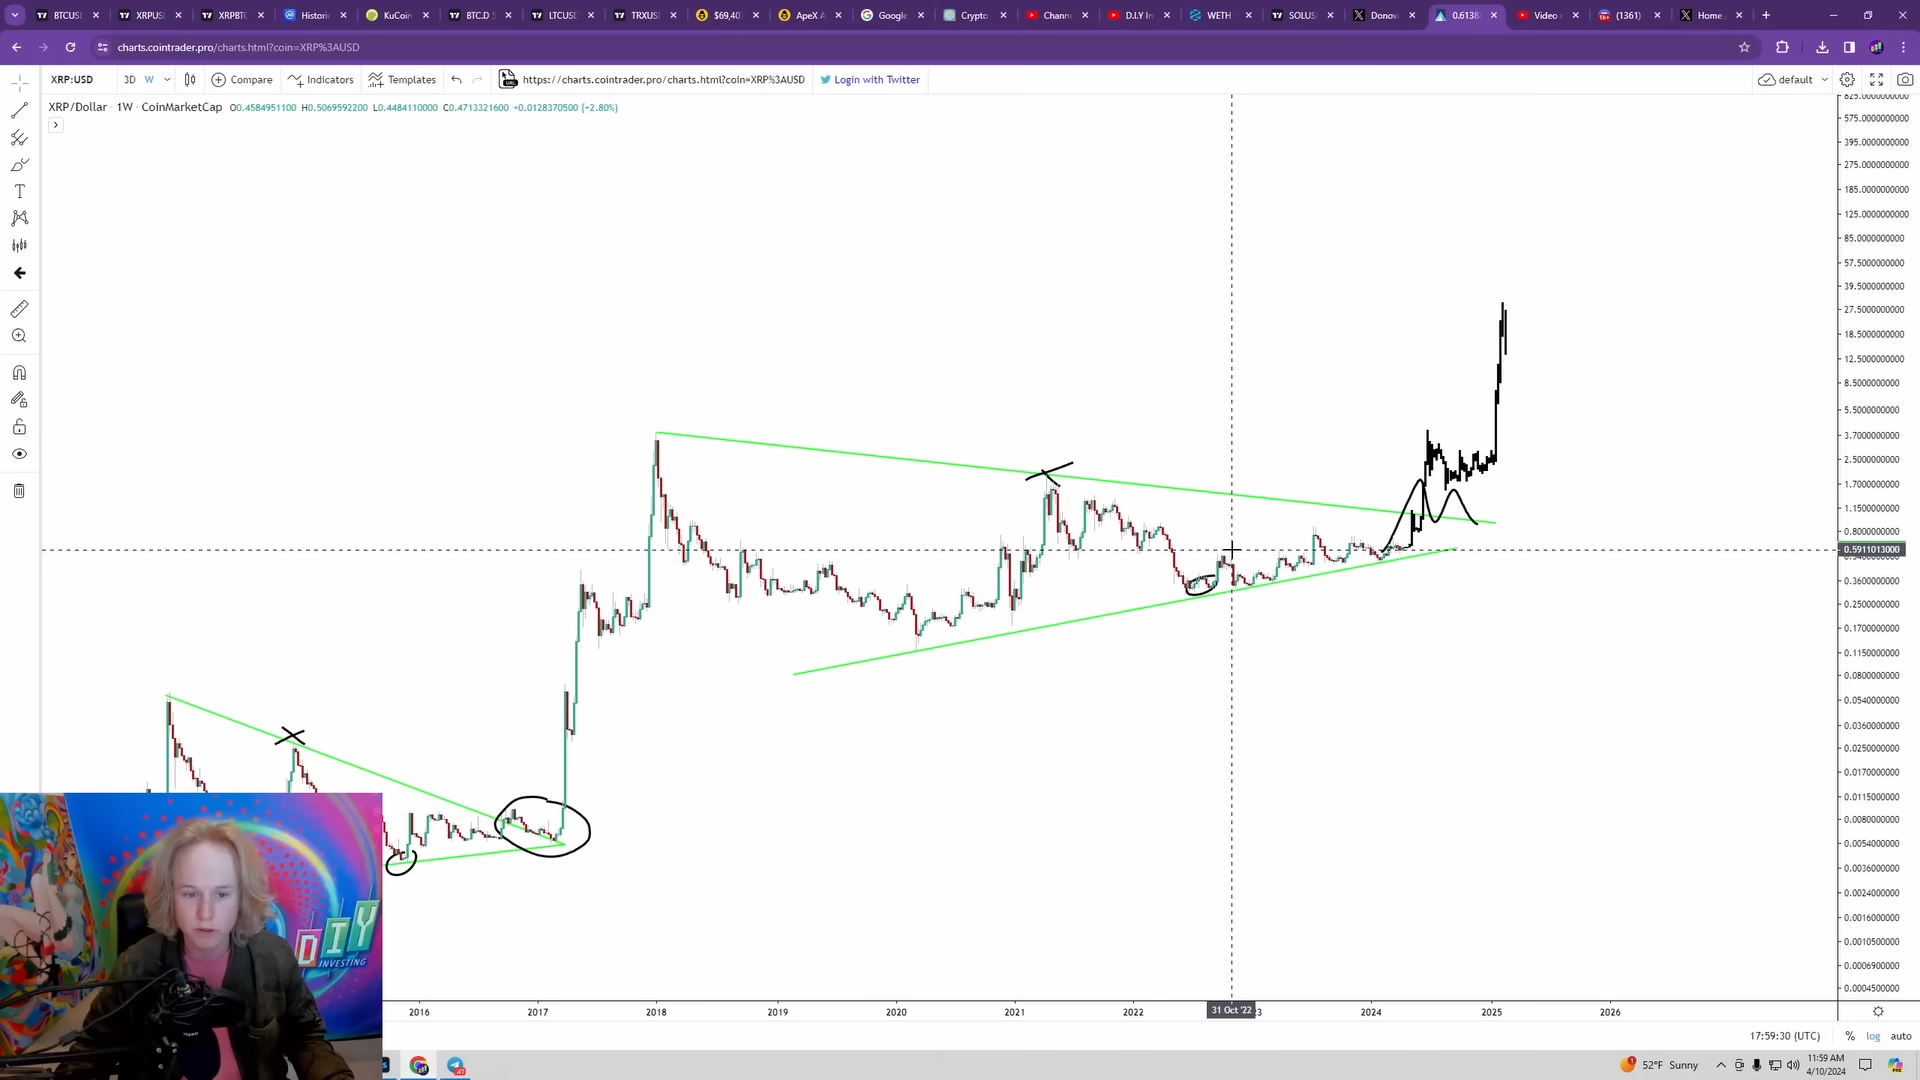 BTCUSI
XRPUSI
XRPBT
Histori
KuCoin
BTC.D
LTCUSD
TRXUSI
$69,40
ApeX A
Google
Crypto
Chann
D.I.Y In
WETH
SOLUSI
Donov
0.6138
Video
(1361)
Home
charts.cointrader.pro/charts.html?coin=XRP%3AUSD
XRP:USD
3D
W
Compare
Indicators
Templates
https://charts.cointrader.pro/charts.html?coin=XRP%3AUSD
Login with Twitter
default
XRP/Dollar · 1W · CoinMarketCap O0.4584951100 H0.5069592200 L0.4484110000 C0.4713321600 +0.0128370500 (+2.80%)
575.0000000000
395.0000000000
275.0000000000
185.0000000000
125.0000000000
85.0000000000
57.5000000000
39.5000000000
27.5000000000
18.5000000000
12.5000000000
8.5000000000
5.5000000000
3.7000000000
2.5000000000
1.7000000000
1.1500000000
0.8000000000
0.5911013000
0.3600000000
0.2500000000
0.1700000000
0.1150000000
0.0800000000
0.0540000000
0.0360000000
0.0250000000
0.0170000000
0.0115000000
0.0080000000
0.0054000000
0.0036000000
0.0024000000
0.0016000000
0.0010500000
0.0006900000
0.0004500000
2016
2017
2018
2019
2020
2021
2022
31 Oct '22
2024
2025
2026
17:59:30 (UTC)
%
log
auto
DIY
INVESTING
52°F Sunny
11:59 AM
4/10/2024